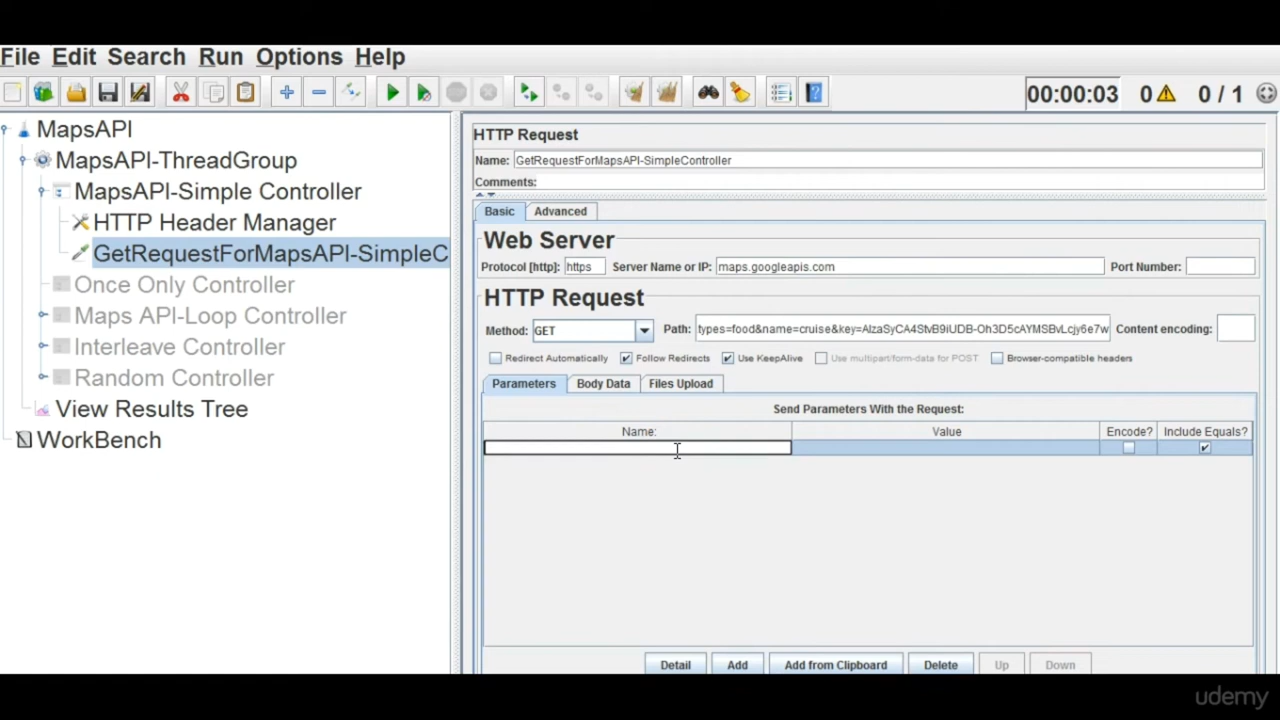 File Edit Search Run Options Help
00:00:03 0 0 / 1
MapsAPI
MapsAPI-ThreadGroup
MapsAPI-Simple Controller
HTTP Header Manager
GetRequestForMapsAPI-SimpleC
Once Only Controller
Maps API-Loop Controller
Interleave Controller
Random Controller
View Results Tree
WorkBench
HTTP Request
Name: GetRequestForMapsAPI-SimpleController
Comments:
Basic Advanced
Web Server
Protocol [http]: https Server Name or IP: maps.googleapis.com Port Number:
HTTP Request
Method: GET Path: types=food&name=cruise&key= Content encoding:
Redirect Automatically Follow Redirects Use KeepAlive Use multipart/form-data for POST Browser-compatible headers
Parameters Body Data Files Upload
Send Parameters With the Request:
Name: Value Encode? Include Equals?
Detail Add Add from Clipboard Delete Up Down
udemy